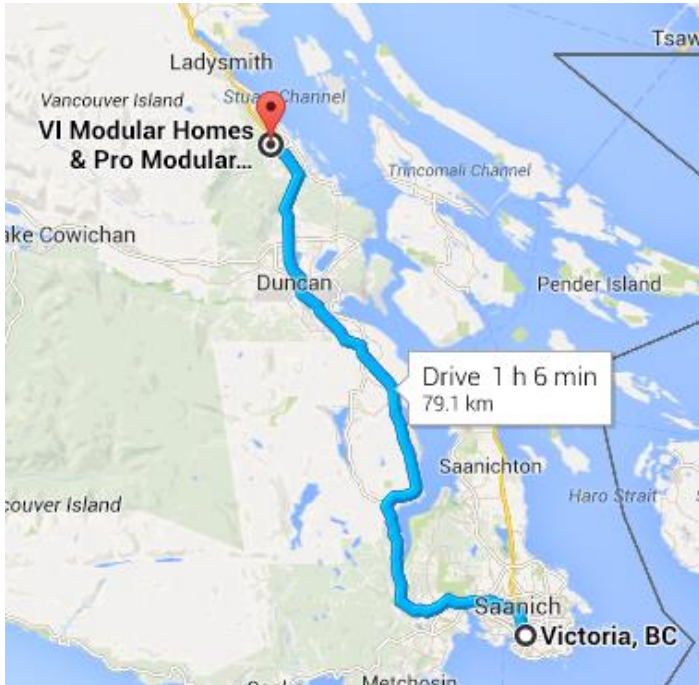 Tsaw
Ladysmith
Vancouver Island
Stuart Channel
VI Modular Homes
& Pro Modular...
Trincomali Channel
ake Cowichan
Duncan
Pender Island
Drive 1 h 6 min
79.1 km
Saanichton
Haro Strait
couver Island
Saanich
Victoria, BC
Metchosin